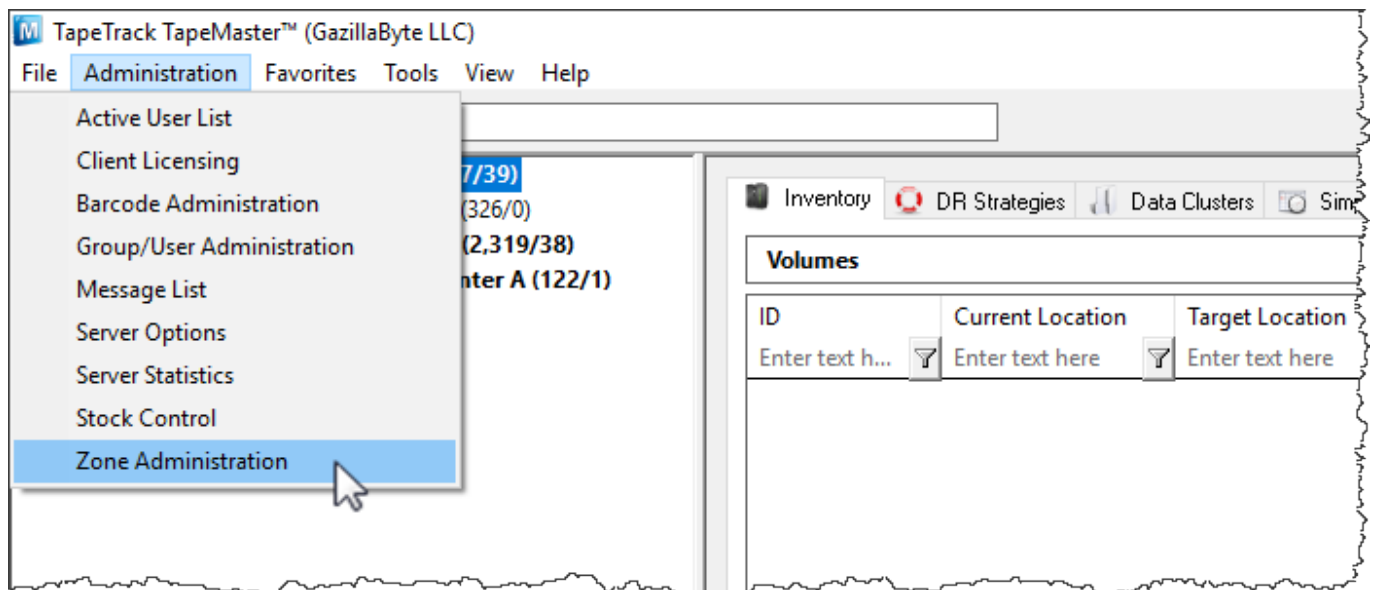 TapeTrack TapeMaster™ (GazillaByte LLC)
File Administration Favorites Tools View Help
Active User List
Client Licensing
Barcode Administration
Group/User Administration
Message List
Server Options
Server Statistics
Stock Control
Zone Administration
7/39)
(326/0)
(2,319/38)
nter A (122/1)
Inventory DR Strategies Data Clusters Sim
Volumes
ID Current Location Target Location
Enter text h... Enter text here Enter text here